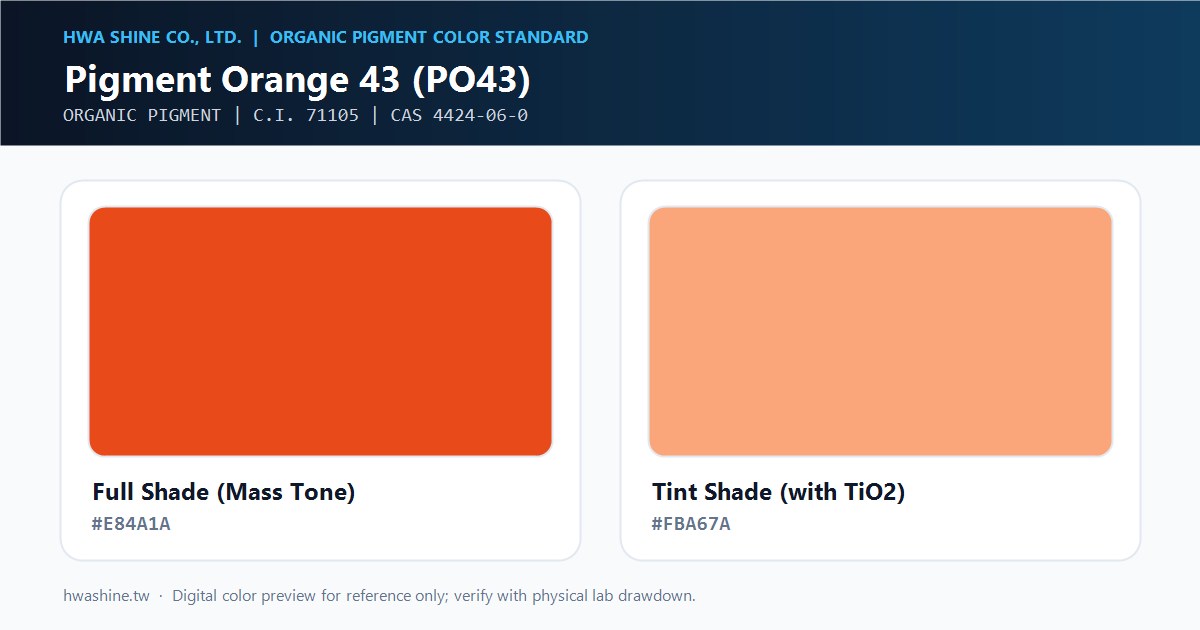 HWA SHINE CO., LTD. | ORGANIC PIGMENT COLOR STANDARD
Pigment Orange 43 (PO43)
ORGANIC PIGMENT | C.I. 71105 | CAS 4424-06-0
Full Shade (Mass Tone)
#E84A1A
Tint Shade (with TiO2)
#FBA67A
hwashine.tw · Digital color preview for reference only; verify with physical lab drawdown.